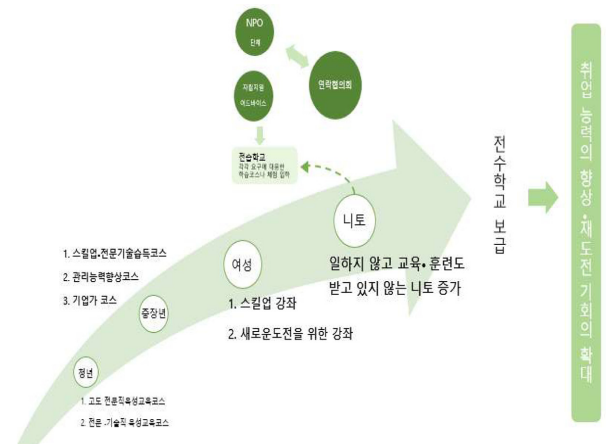 NPO
단체
자활지원
어드바이스
연락협의회
전습학교
각각 요구에 대응한
학습코스나 체험 입학
니토
일하지 않고 교육• 훈련도
받고 있지 않는 니토 증가
여성
1. 스킬업 강좌
2. 새로운도전을 위한 강좌
1. 스킬업•전문기술습득코스
2. 관리능력향상코스
3. 기업가 코스
중장년
청년
1. 고도 전문직육성교육코스
2. 전문 .기술직 육성교육코스
전수학교 보급
취업 능력의 향상•재도전 기회의 확대